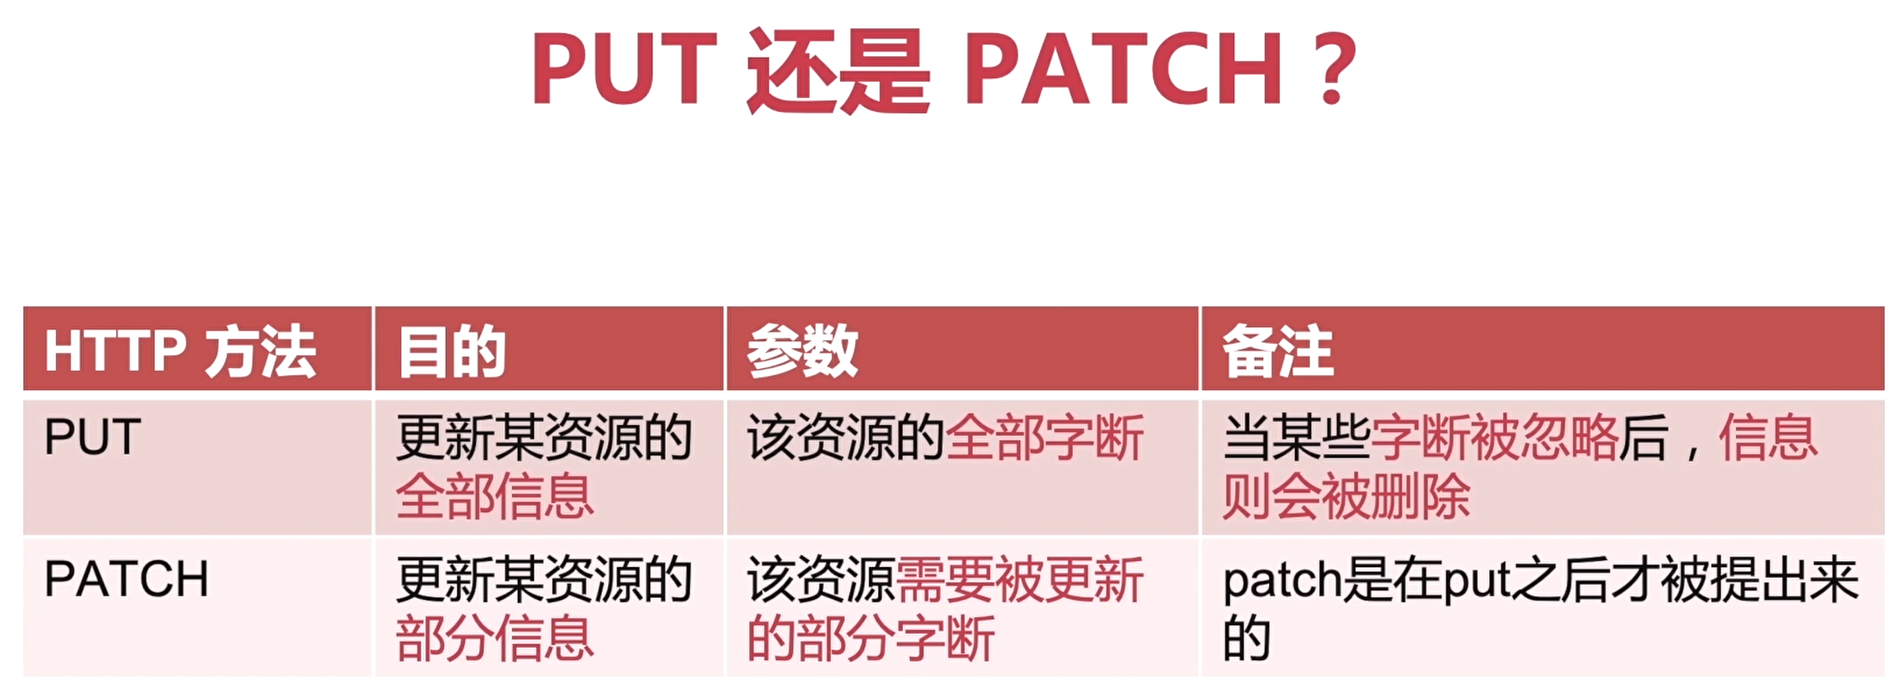 PUT 还是 PATCH？
HTTP 方法 目的 参数 备注
PUT 更新某资源的 该资源的全部字断 当某些字断被忽略后，信息
全部信息 则会被删除
PATCH 更新某资源的 该资源需要被更新 patch是在put之后才被提出来
部分信息 的部分字断 的